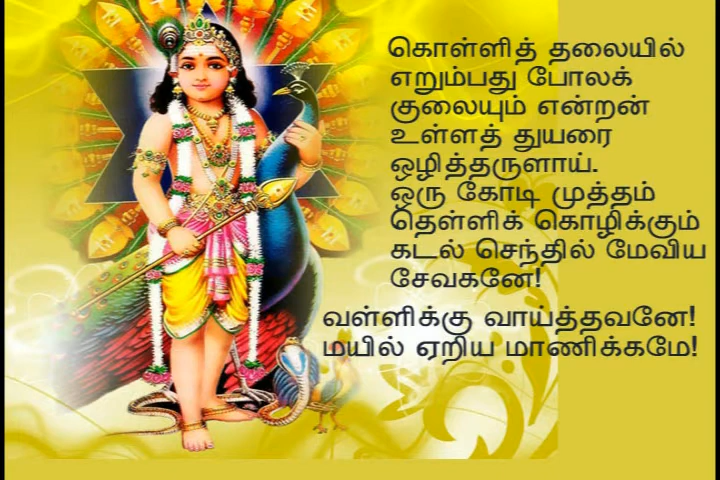 கொள்ளித் தலையில்
எறும்பது போலக்
குலையும் என்றன்
உள்ளத் துயரை
ஒழித்தருளாய்.
ஒரு கோடி முத்தம்
தெள்ளிக் கொழிக்கும்
கடல் செந்தில் மேவிய
சேவகனே!
வள்ளிக்கு வாய்த்தவனே!
மயில் ஏறிய மாணிக்கமே!